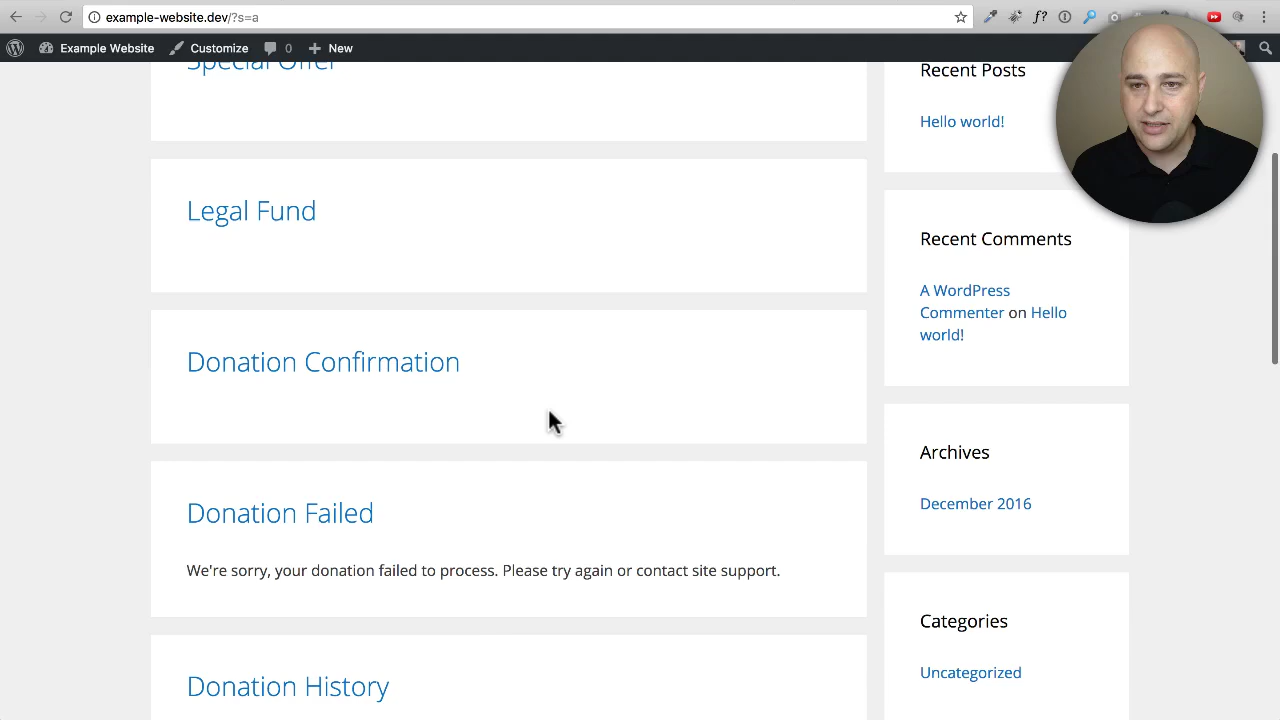 example-website.dev/?s=a
Example Website Customize 0 New
Special Offer
Legal Fund
Donation Confirmation
Donation Failed
We're sorry, your donation failed to process. Please try again or contact site support.
Donation History
Recent Posts
Hello world!
Recent Comments
A WordPress
Commenter on Hello
world!
Archives
December 2016
Categories
Uncategorized